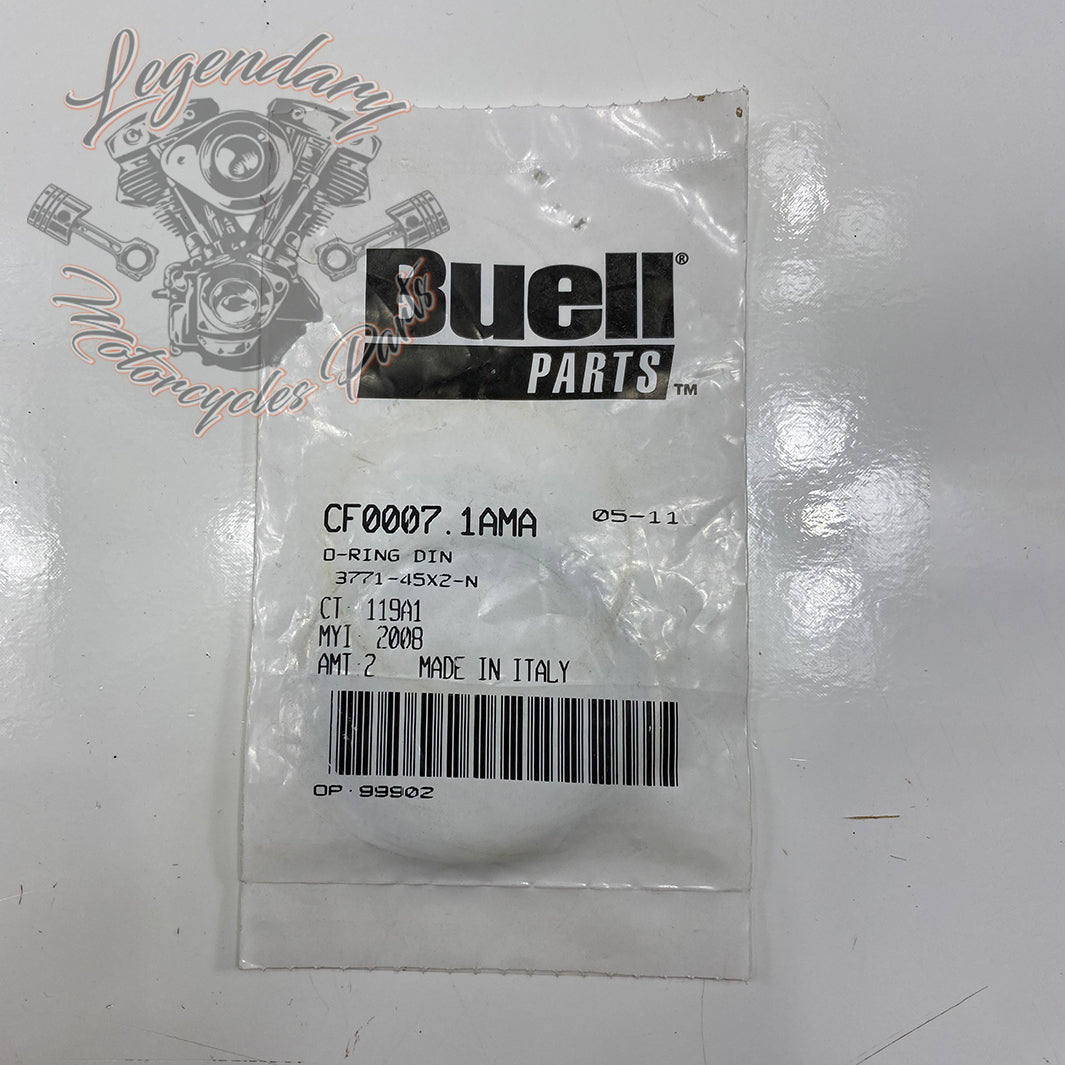 Legendary
Motorcycles Parts
Buell®
PARTS™
CF0007.1AMA 05-11
O-RING DIN
3771-45X2-N
CT: 119A1
MYI 2008
AMT:2 MADE IN ITALY
OP: 99902